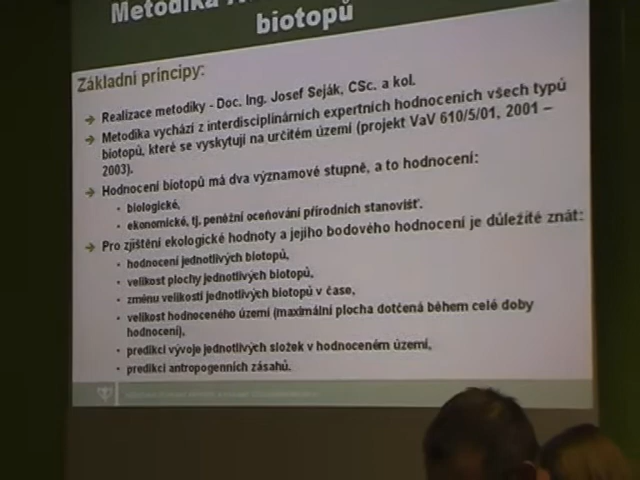 Metodika
biotopů
Základní principy:
Realizace metodiky - Doc. Ing. Josef Seják, CSc. a kol.
Metodika vychází z interdisciplinárních expertních hodnoceních všech typů
biotopů, které se vyskytují na určitém území (projekt VaV 610/5/01, 2001 –
2003).
Hodnocení biotopů má dva významové stupně, a to hodnocení:
• biologické,
• ekonomické, tj. peněžní oceňování přírodních stanovišť.
Pro zjištění ekologické hodnoty a jejího bodového hodnocení je důležité znát:
• hodnocení jednotlivých biotopů,
• velikost plochy jednotlivých biotopů,
• změnu velikosti jednotlivých biotopů v čase,
• velikost hodnoceného území (maximální plocha dotčená během celé doby
hodnocení),
• predikci vývoje jednotlivých složek v hodnoceném území,
• predikci antropogenních zásahů.